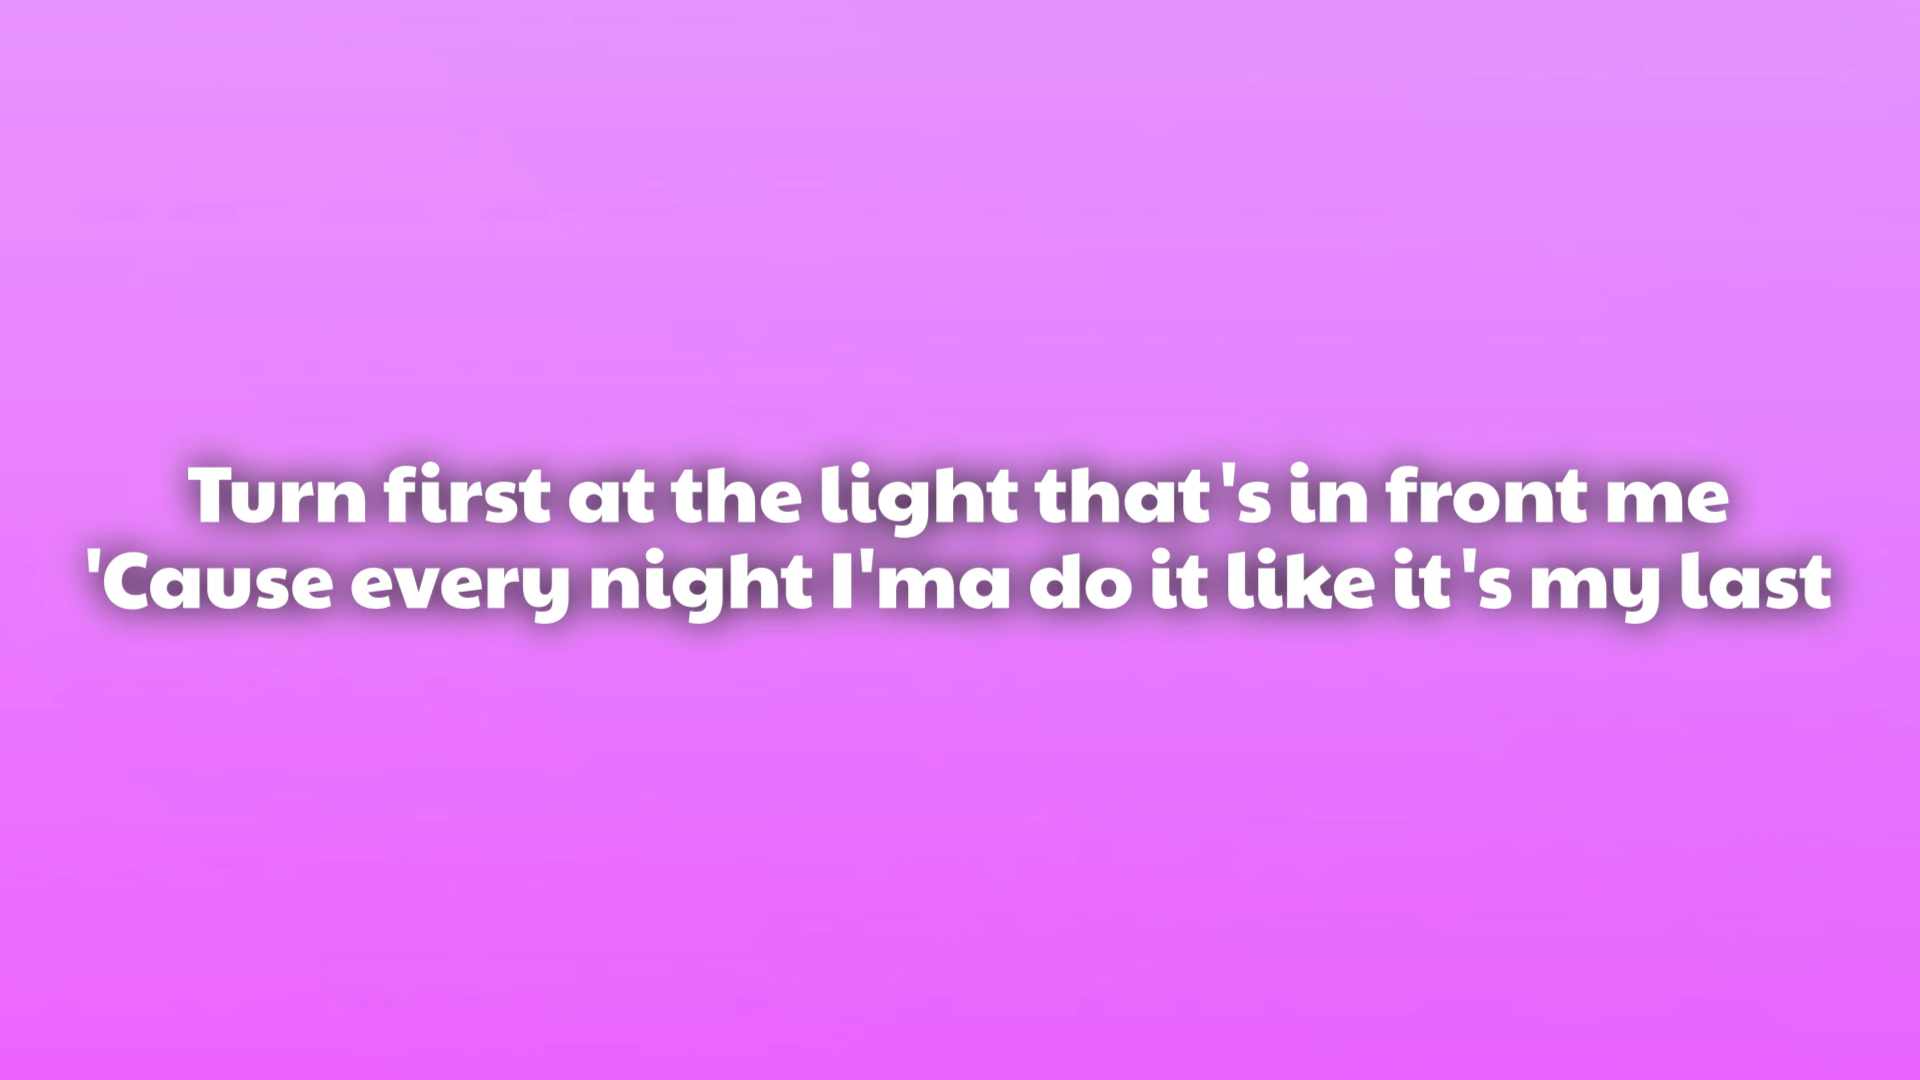 Turn first at the light that's in front me
'Cause every night I'ma do it like it's my last